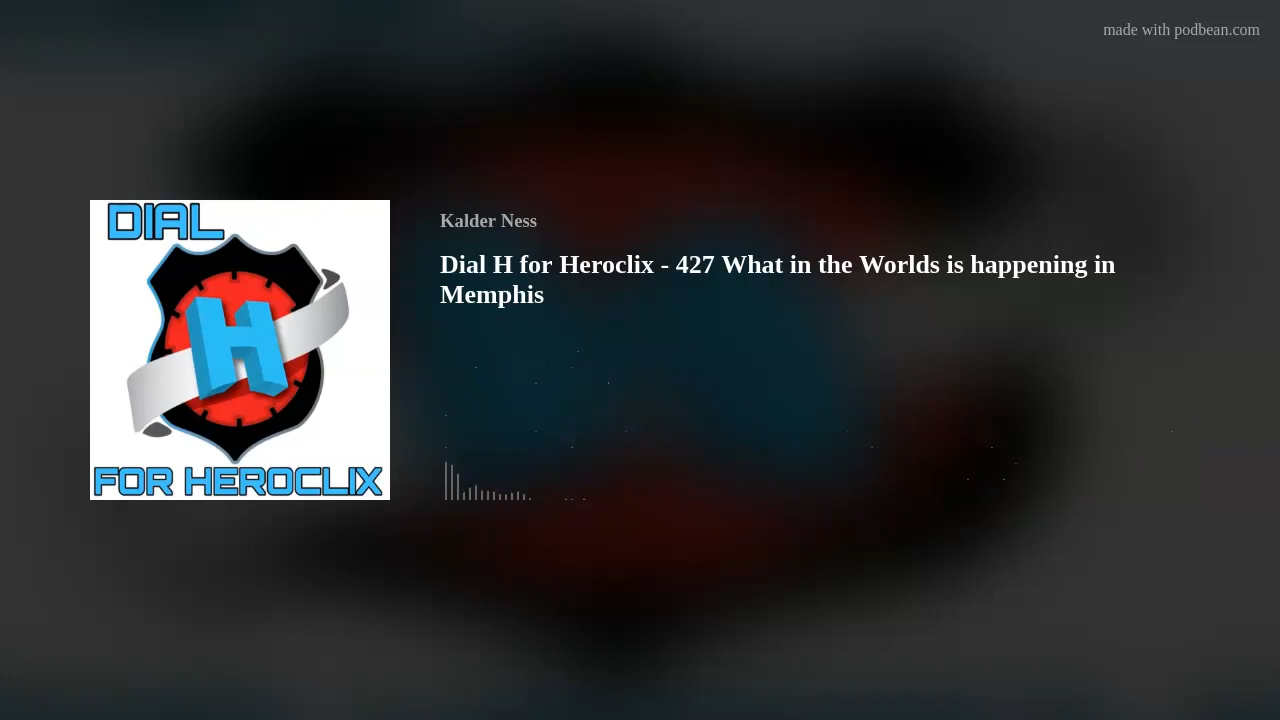 made with podbean.com
DIAL
H
FOR HEROCLIX
Kalder Ness
Dial H for Heroclix - 427 What in the Worlds is happening in
Memphis